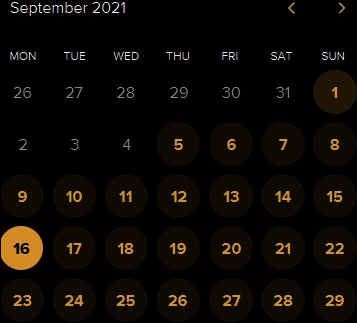 September 2021
MON TUE WED THU FRI SAT SUN
26 27 28 29 30 31 1
2 3 4 5 6 7 8
9 10 11 12 13 14 15
16 17 18 19 20 21 22
23 24 25 26 27 28 29